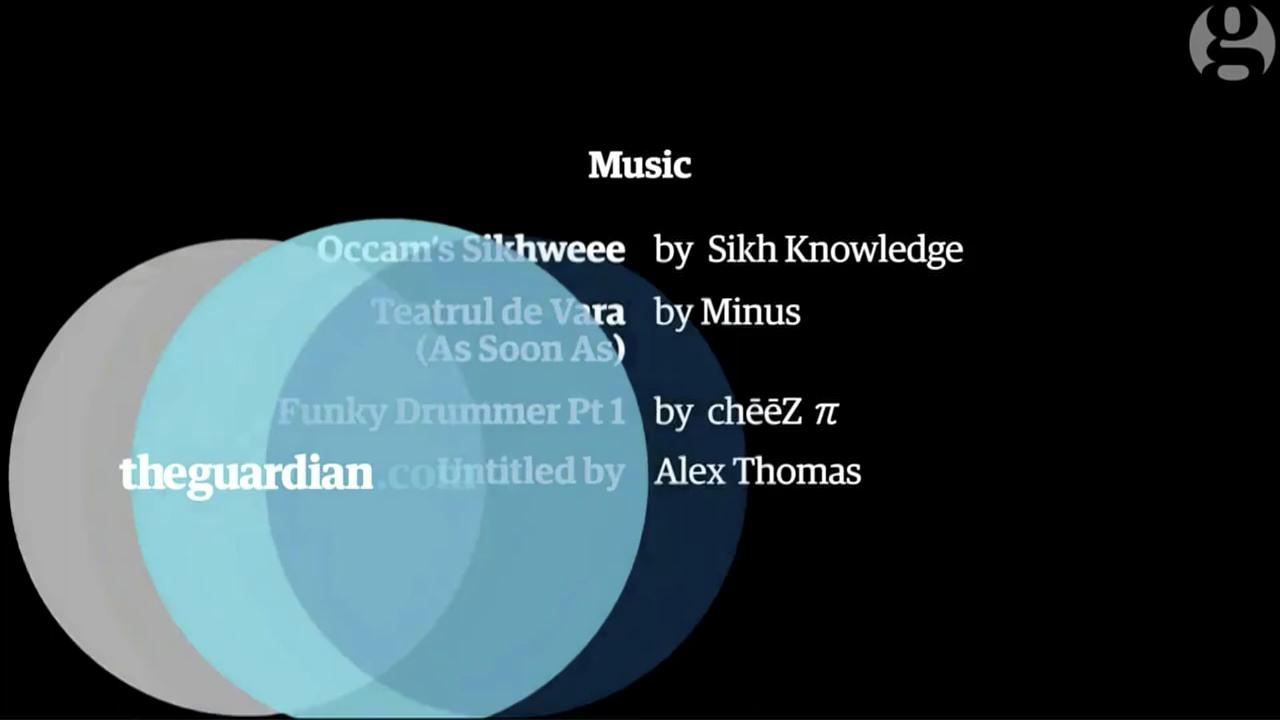 g
Music
Occam's Sikhweee by Sikh Knowledge
Teatrul de Vara by Minus
(As Soon As)
Funky Drummer Pt 1 by chēēZ π
Untitled by Alex Thomas
theguardian.com